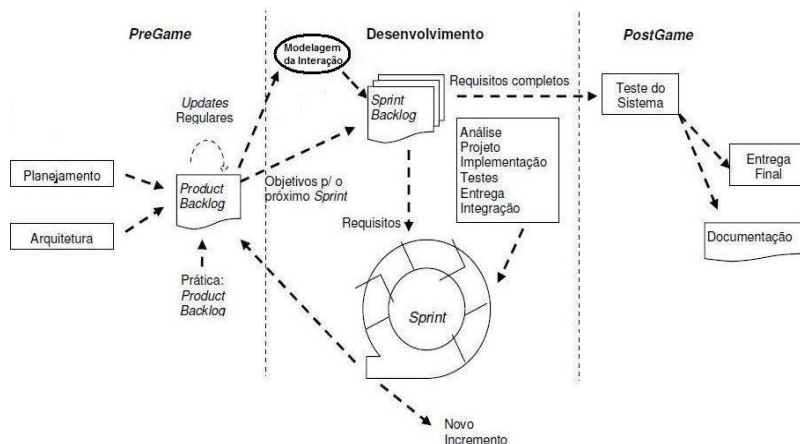 PreGame
Desenvolvimento
PostGame
Modelagem
da Interação
Updates
Regulares
Planejamento
Arquitetura
Product
Backlog
Prática:
Product
Backlog
Objetivos p/ o
próximo Sprint
Sprint
Backlog
Requisitos completos
Análise
Projeto
Implementação
Testes
Entrega
Integração
Requisitos
Sprint
Novo
Incremento
Teste do
Sistema
Entrega
Final
Documentação